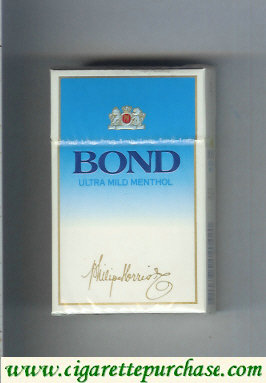 BOND
ULTRA MILD MENTHOL
Philip Morris
www.cigarettepurchase.com